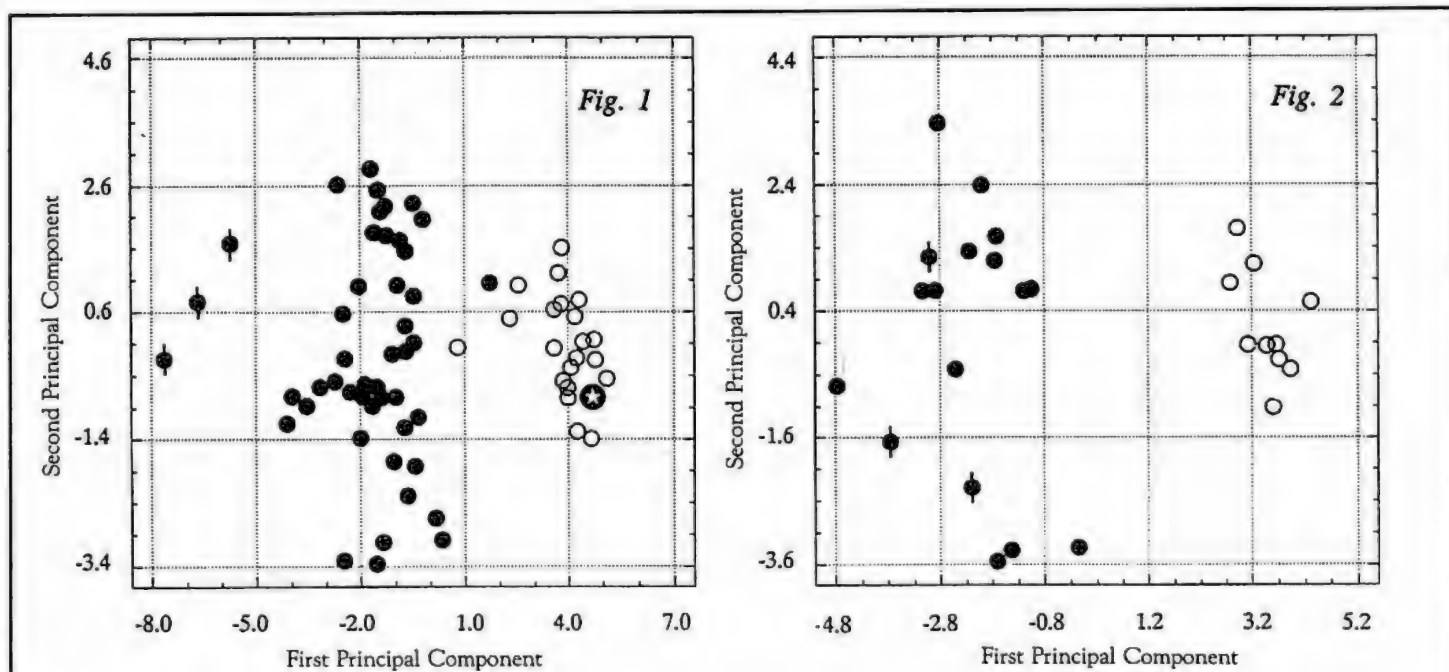 Fig. 1
4.6
2.6
0.6
-1.4
-3.4
Second Principal Component
-8.0 -5.0 -2.0 1.0 4.0 7.0
First Principal Component
Fig. 2
4.4
2.4
0.4
-1.6
-3.6
Second Principal Component
-4.8 -2.8 -0.8 1.2 3.2 5.2
First Principal Component